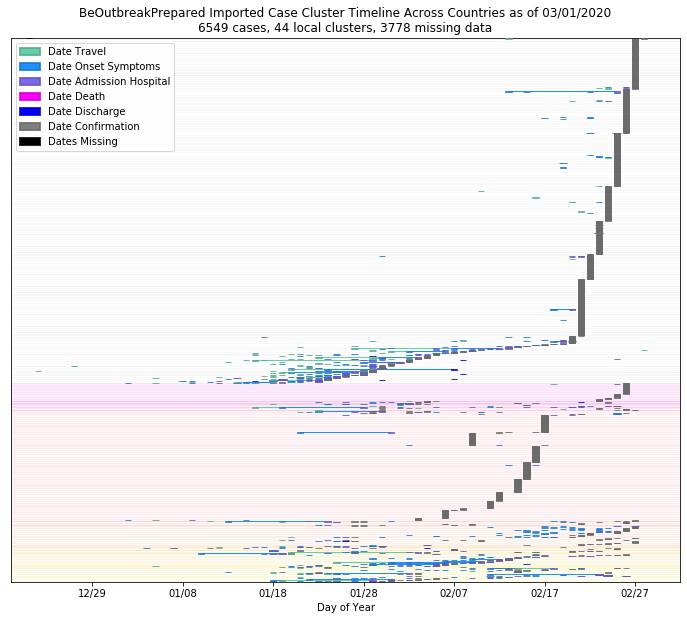 BeOutbreakPrepared Imported Case Cluster Timeline Across Countries as of 03/01/2020
6549 cases, 44 local clusters, 3778 missing data
Date Travel
Date Onset Symptoms
Date Admission Hospital
Date Death
Date Discharge
Date Confirmation
Dates Missing
12/29 01/08 01/18 01/28 02/07 02/17 02/27
Day of Year